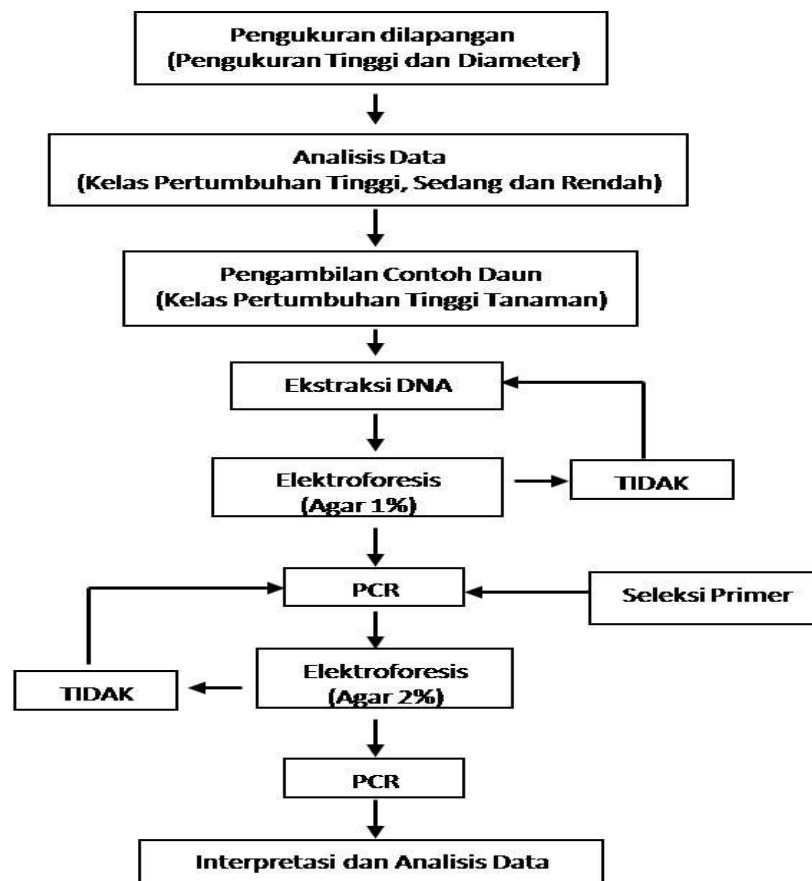 Pengukuran dilapangan
(Pengukuran Tinggi dan Diameter)
Analisis Data
(Kelas Pertumbuhan Tinggi, Sedang dan Rendah)
Pengambilan Contoh Daun
(Kelas Pertumbuhan Tinggi Tanaman)
Ekstraksi DNA
Elektroforesis
(Agar 1%)
TIDAK
PCR
Seleksi Primer
Elektroforesis
(Agar 2%)
TIDAK
PCR
Interpretasi dan Analisis Data